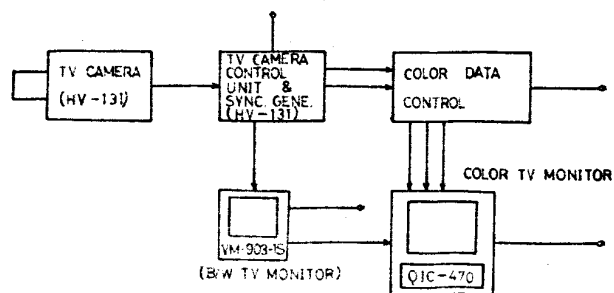 TV CAMERA
(HV-131)
TV CAMERA
CONTROL
UNIT &
SYNC. GENE.
(HV-131)
COLOR DATA
CONTROL
COLOR TV MONITOR
VM-903-1S
(B/W TV MONITOR)
QIC-470